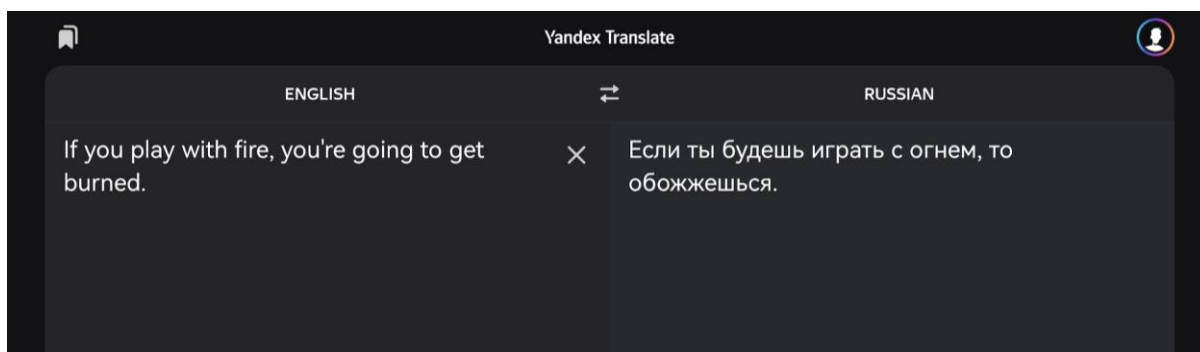 Yandex Translate
ENGLISH
RUSSIAN
If you play with fire, you're going to get
burned.
Если ты будешь играть с огнем, то
обожжешься.